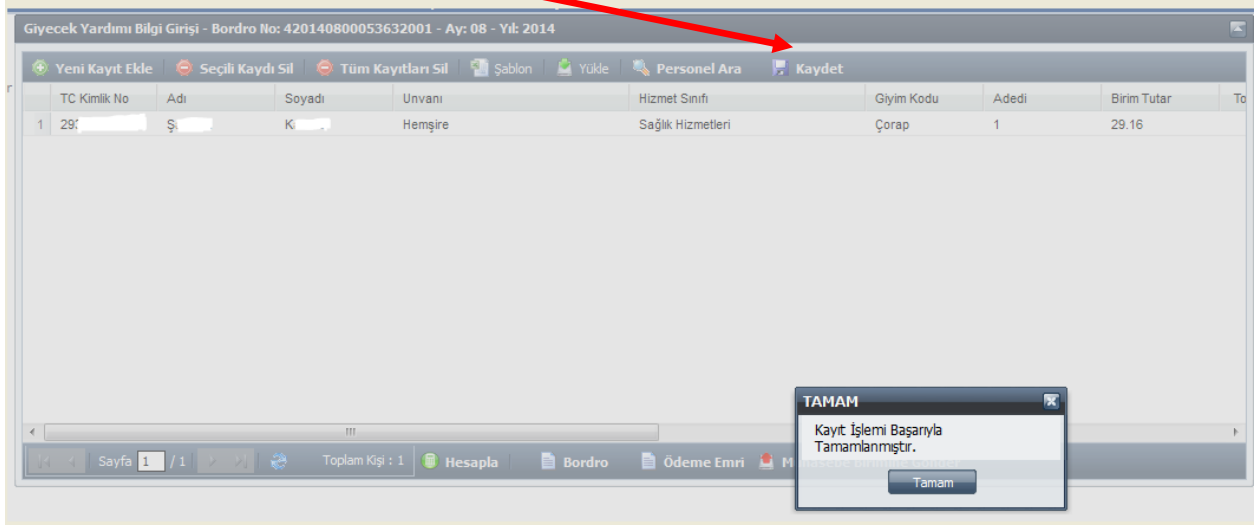 Giyecek Yardımı Bilgi Girişi - Bordro No: 420140800053632001 - Ay: 08 - Yıl: 2014
Yeni Kayıt Ekle Seçili Kaydı Sil Tüm Kayıtları Sil Şablon Yükle Personel Ara Kaydet
TC Kimlik No Adı Soyadı Unvanı Hizmet Sınıfı Giyim Kodu Adedi Birim Tutar To
1 29 Ş K Hemşire Sağlık Hizmetleri Çorap 1 29.16
TAMAM
Kayıt İşlemi Başarıyla
Tamamlanmıştır.
Tamam
Sayfa 1 / 1 Toplam Kişi : 1 Hesapla Bordro Ödeme Emri